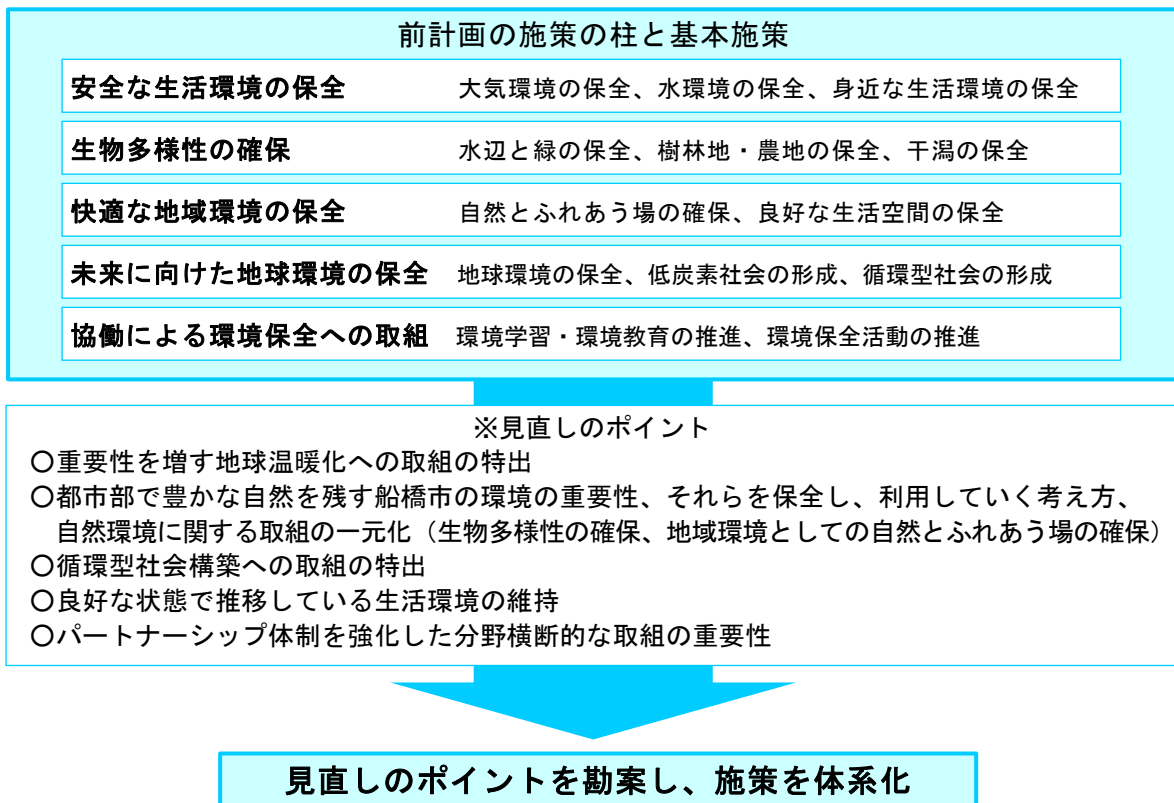 前計画の施策の柱と基本施策
安全な生活環境の保全 大気環境の保全、水環境の保全、身近な生活環境の保全
生物多様性の確保 水辺と緑の保全、樹林地・農地の保全、干潟の保全
快適な地域環境の保全 自然とふれあう場の確保、良好な生活空間の保全
未来に向けた地球環境の保全 地球環境の保全、低炭素社会の形成、循環型社会の形成
協働による環境保全への取組 環境学習・環境教育の推進、環境保全活動の推進
※見直しのポイント
〇重要性を増す地球温暖化への取組の特出
〇都市部で豊かな自然を残す船橋市の環境の重要性、それらを保全し、利用していく考え方、
自然環境に関する取組の一元化（生物多様性の確保、地域環境としての自然とふれあう場の確保）
〇循環型社会構築への取組の特出
〇良好な状態で推移している生活環境の維持
〇パートナーシップ体制を強化した分野横断的な取組の重要性
見直しのポイントを勘案し、施策を体系化